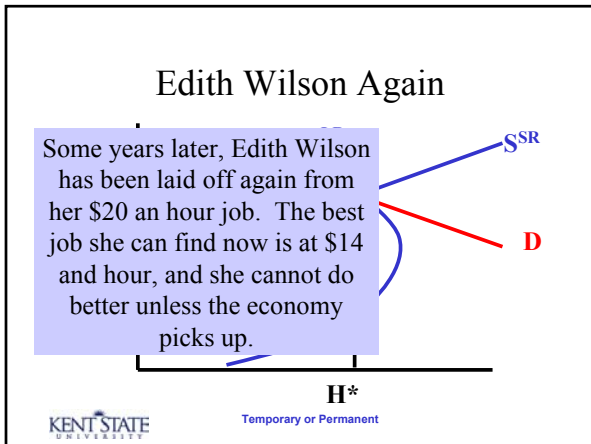 Edith Wilson Again
Some years later, Edith Wilson
has been laid off again from
her $20 an hour job. The best
job she can find now is at $14
and hour, and she cannot do
better unless the economy
picks up.
S^SR
D
H*
Temporary or Permanent
KENT STATE
UNIVERSITY